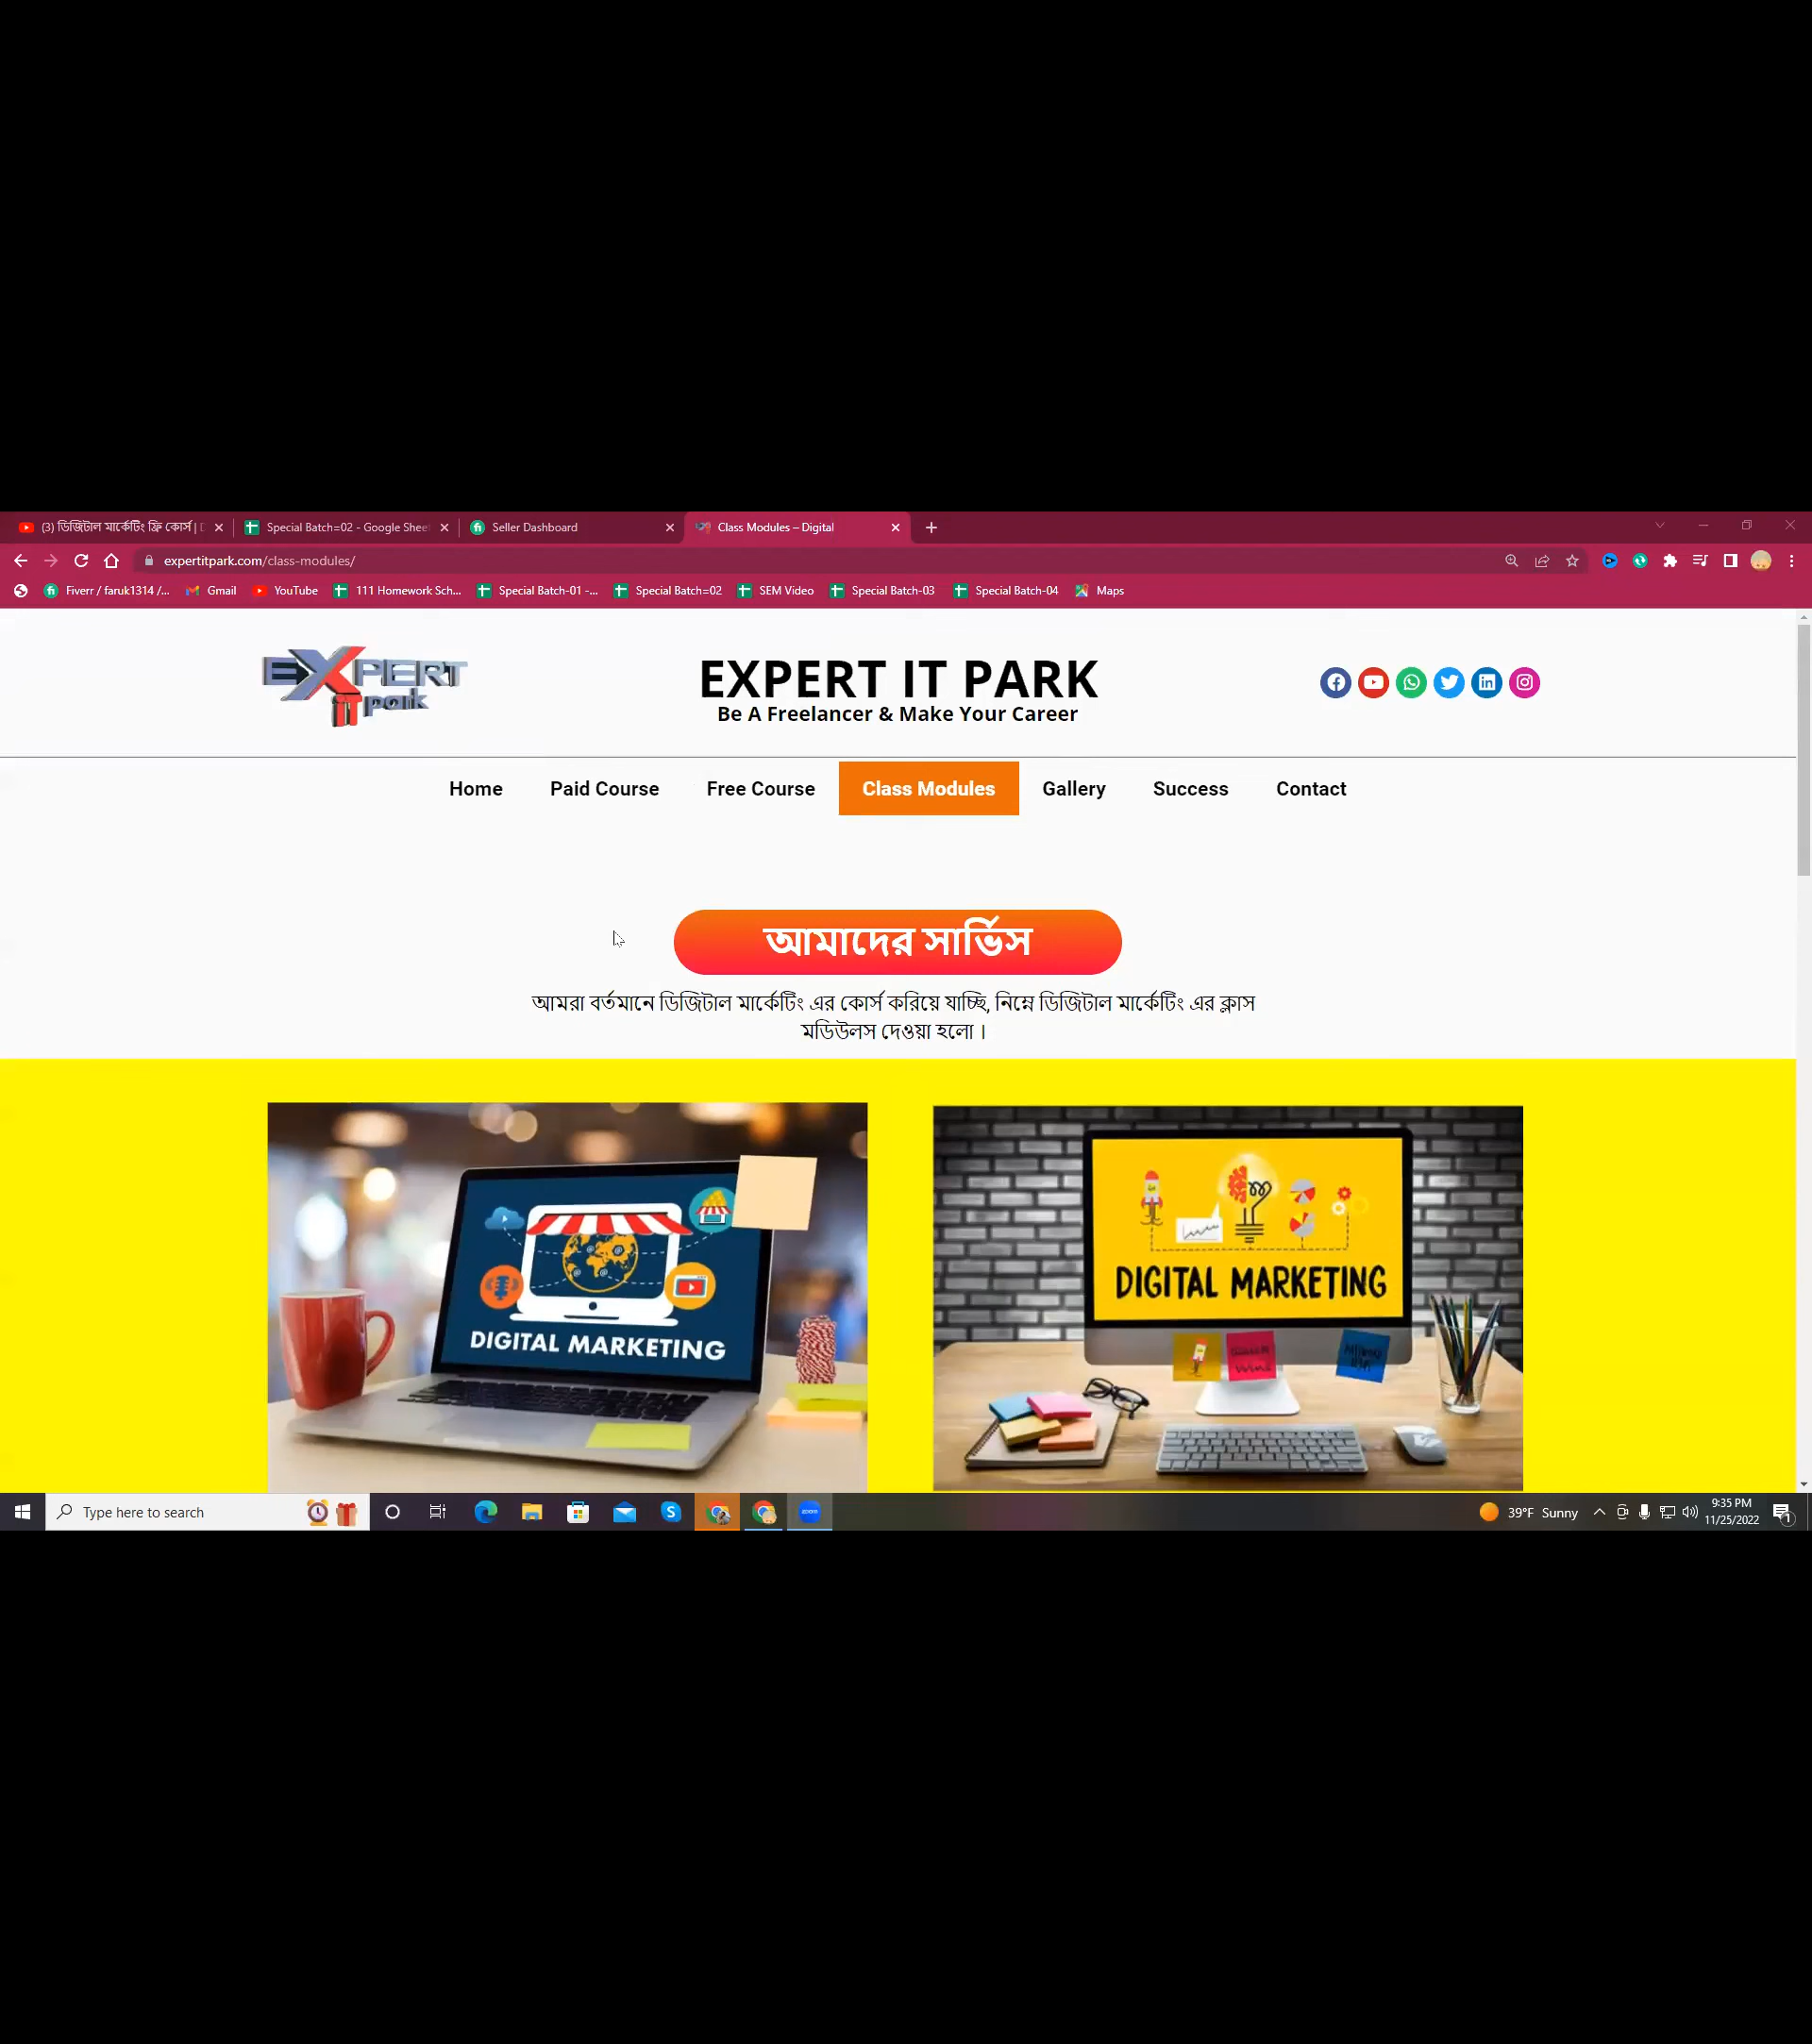 (3) ডিজিটাল মার্কেটিং ফ্রি কোর্স |
Special Batch=02 - Google Shee
Seller Dashboard
Class Modules – Digital
expertitpark.com/class-modules/
Fiverr / faruk1314 /...
Gmail
YouTube
111 Homework Sch...
Special Batch-01 -...
Special Batch=02
SEM Video
Special Batch-03
Special Batch-04
Maps
EXPERT
IT park
EXPERT IT PARK
Be A Freelancer & Make Your Career
Home
Paid Course
Free Course
Class Modules
Gallery
Success
Contact
আমাদের সার্ভিস
আমরা বর্তমানে ডিজিটাল মার্কেটিং এর কোর্স করিয়ে যাচ্ছি, নিম্নে ডিজিটাল মার্কেটিং এর ক্লাস
মডিউলস দেওয়া হলো ।
DIGITAL MARKETING
DIGITAL MARKETING
Type here to search
39°F Sunny
9:35 PM
11/25/2022
1